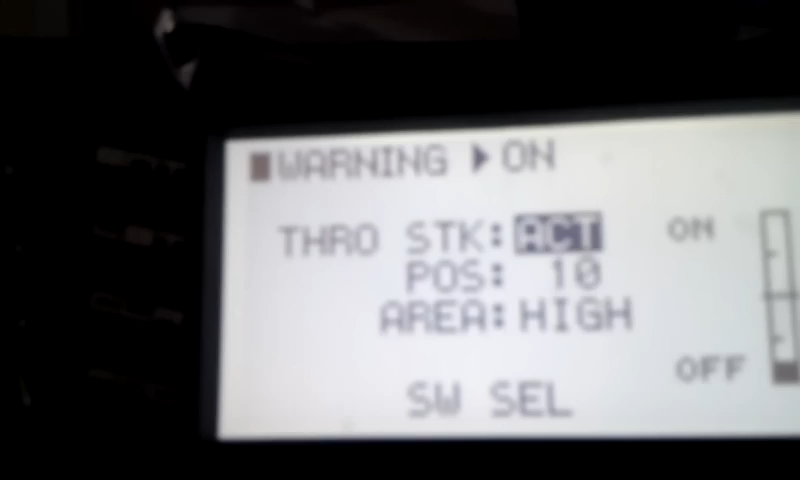 WARNING ▶ON
THRO STK:ACT
ON
POS: 10
AREA:HIGH
OFF
SW SEL